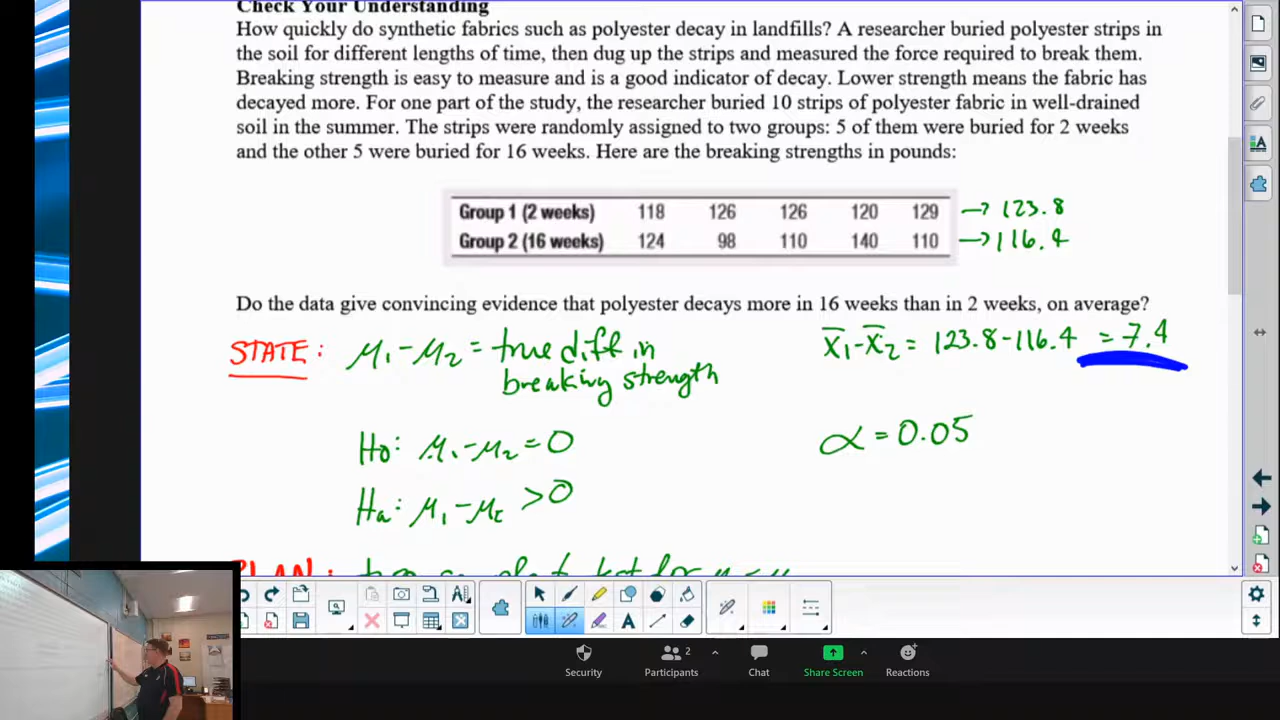 Check Your Understanding
How quickly do synthetic fabrics such as polyester decay in landfills? A researcher buried polyester strips in
the soil for different lengths of time, then dug up the strips and measured the force required to break them.
Breaking strength is easy to measure and is a good indicator of decay. Lower strength means the fabric has
decayed more. For one part of the study, the researcher buried 10 strips of polyester fabric in well-drained
soil in the summer. The strips were randomly assigned to two groups: 5 of them were buried for 2 weeks
and the other 5 were buried for 16 weeks. Here are the breaking strengths in pounds:
Group 1 (2 weeks) 118 126 126 120 129 → 123.8
Group 2 (16 weeks) 124 98 110 140 110 → 116.4
Do the data give convincing evidence that polyester decays more in 16 weeks than in 2 weeks, on average?
STATE: μ₁-μ₂ = true diff in
breaking strength
x̄₁-x̄₂ = 123.8-116.4 = 7.4
H₀: μ₁-μ₂ = 0
α = 0.05
Hₐ: μ₁-μ₂ > 0
PLAN:
for
Security
Participants 2
Chat
Share Screen
Reactions